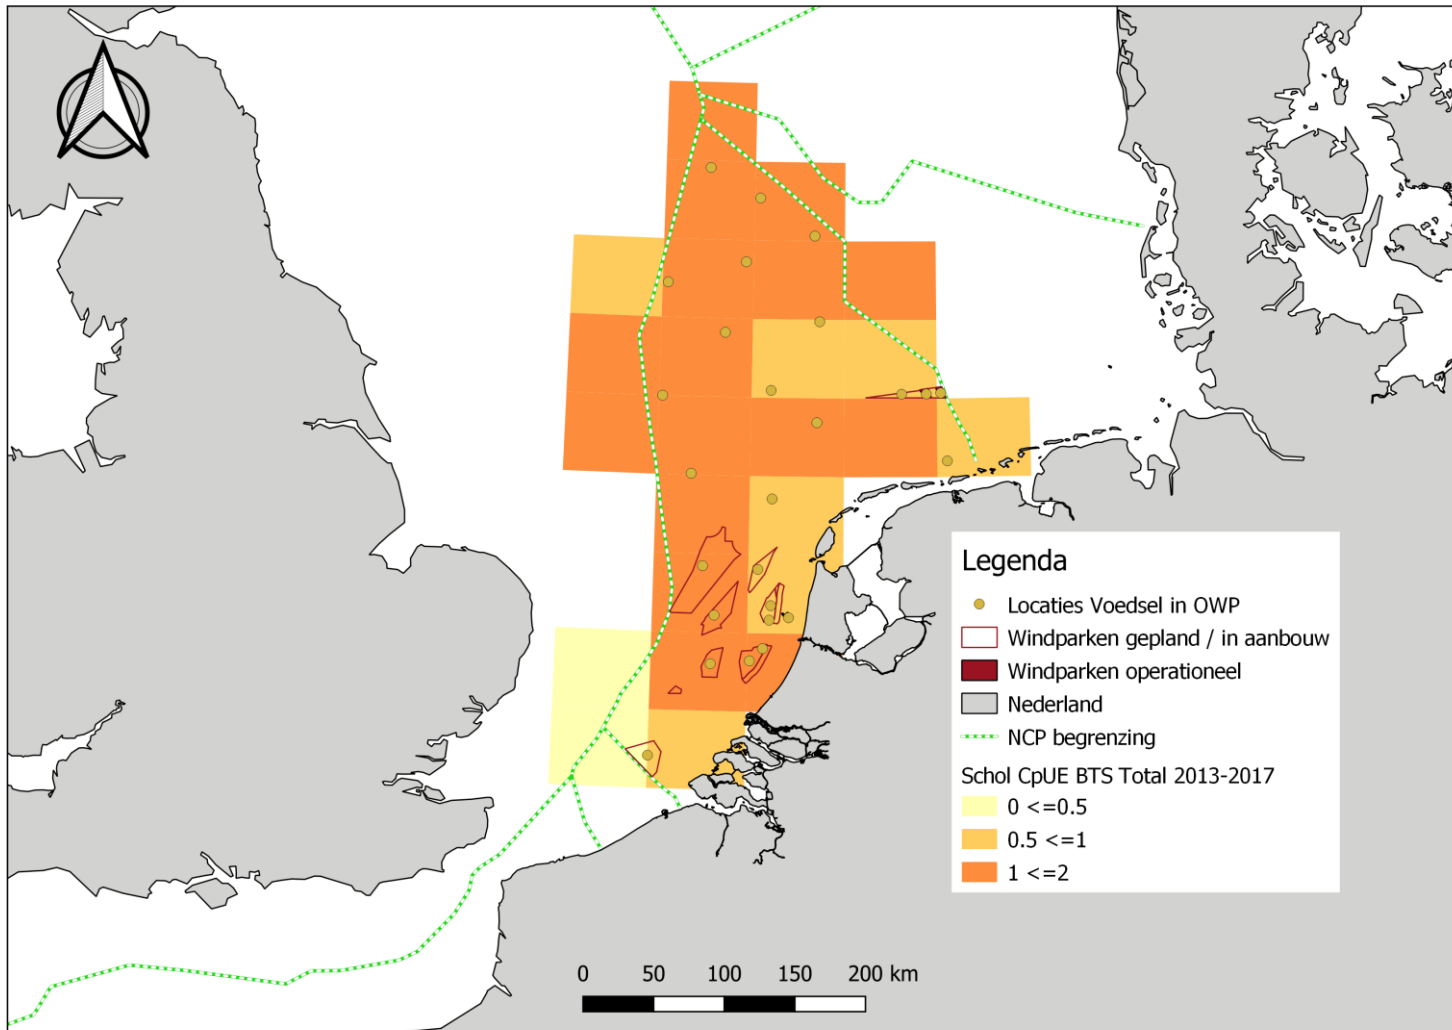 Legenda
Locaties Voedsel in OWP
Windparken gepland / in aanbouw
Windparken operationeel
Nederland
NCP begrenzing
Schol CpUE BTS Total 2013-2017
0 <=0.5
0.5 <=1
1 <=2
0 50 100 150 200 km